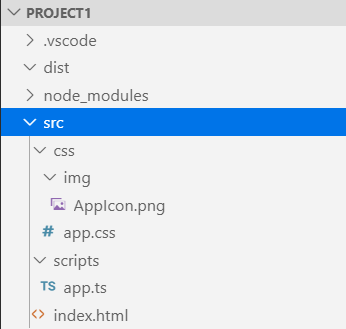 PROJECT1
.vscode
dist
node_modules
src
css
img
AppIcon.png
# app.css
scripts
TS app.ts
<> index.html